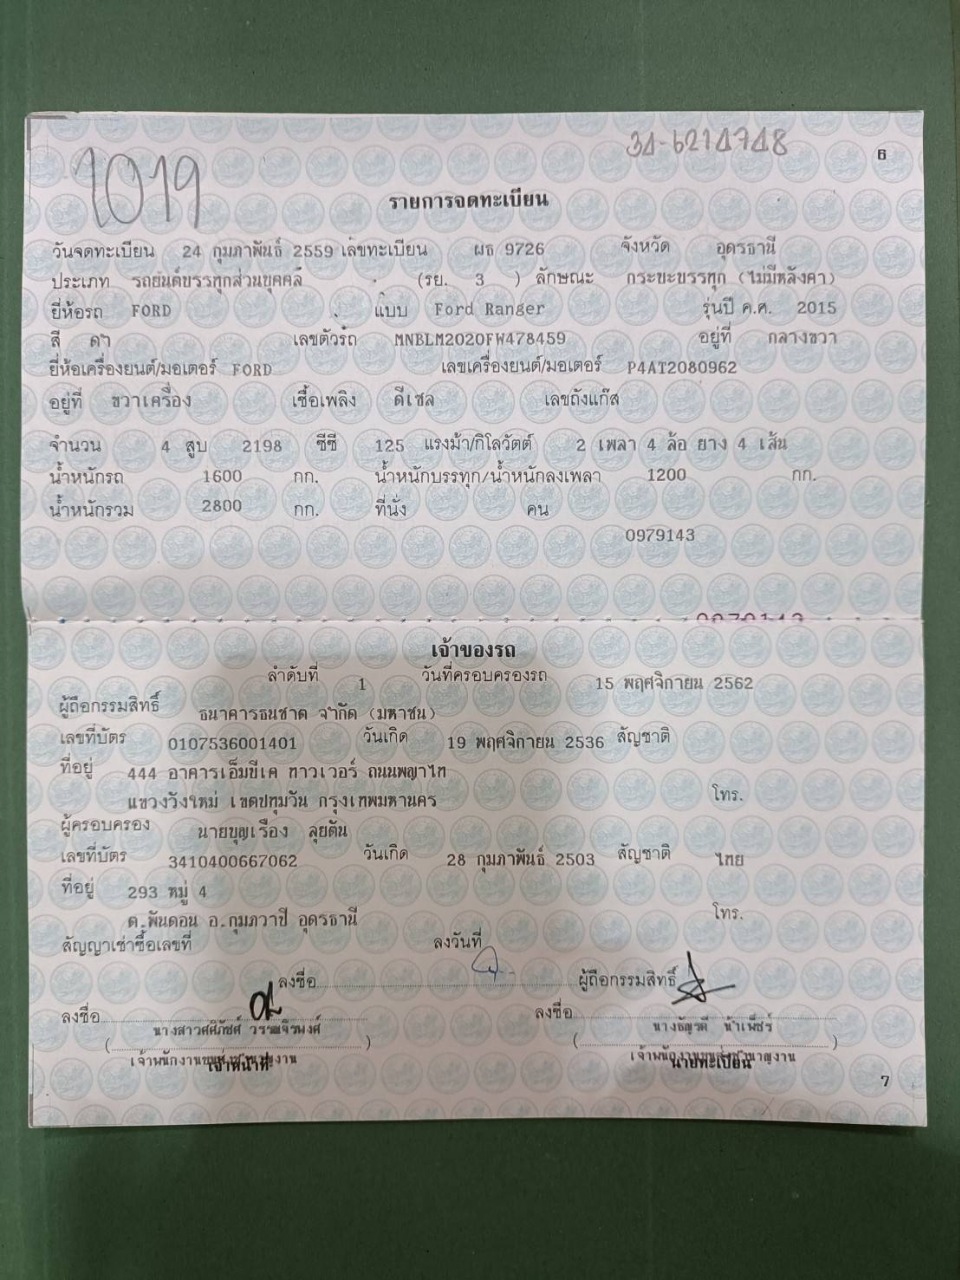 1019
34-6214748
6
รายการจดทะเบียน
วันจดทะเบียน 24 กุมภาพันธ์ 2559 เลขทะเบียน ผธ 9726 จังหวัด อุดรธานี
ประเภท รถยนต์บรรทุกส่วนบุคคล (รย. 3 ) ลักษณะ กระบะบรรทุก (ไม่มีหลังคา)
ยี่ห้อรถ FORD แบบ Ford Ranger รุ่นปี ค.ศ. 2015
สี ดำ เลขตัวรถ MNBLM2020FW478459 อยู่ที่ กลางขวา
ยี่ห้อเครื่องยนต์/มอเตอร์ FORD เลขเครื่องยนต์/มอเตอร์ P4AT2080962
อยู่ที่ ขวาเครื่อง เชื้อเพลิง ดีเซล เลขถังแก๊ส
จำนวน 4 สูบ 2198 ซีซี 125 แรงม้า/กิโลวัตต์ 2 เพลา 4 ล้อ ยาง 4 เส้น
น้ำหนักรถ 1600 กก. น้ำหนักบรรทุก/น้ำหนักลงเพลา 1200 กก.
น้ำหนักรวม 2800 กก. ที่นั่ง คน
0979143
เจ้าของรถ
ลำดับที่ 1 วันที่ครอบครองรถ 15 พฤศจิกายน 2562
ผู้ถือกรรมสิทธิ์ ธนาคารธนชาต จำกัด (มหาชน)
เลขที่บัตร 0107536001401 วันเกิด 19 พฤศจิกายน 2536 สัญชาติ
ที่อยู่ 444 อาคารเอ็มบีเค ทาวเวอร์ ถนนพญาไท
แขวงวังใหม่ เขตปทุมวัน กรุงเทพมหานคร โทร.
ผู้ครอบครอง นายบุญเรือง ลุยตัน
เลขที่บัตร 3410400667062 วันเกิด 28 กุมภาพันธ์ 2503 สัญชาติ ไทย
ที่อยู่ 293 หมู่ 4
ต.พันดอน อ.กุมภวาปี อุดรธานี โทร.
สัญญาเช่าซื้อเลขที่ ลงวันที่
ลงชื่อ ผู้ถือกรรมสิทธิ์
ลงชื่อ ลงชื่อ
เจ้าหน้าที่ นายทะเบียน
7